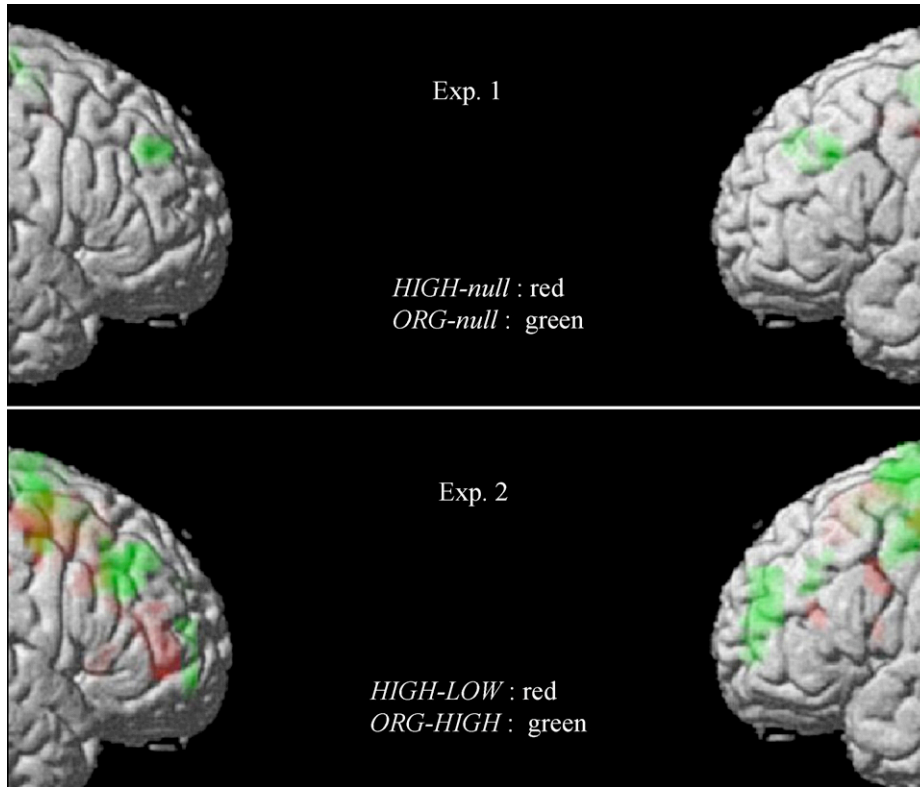 Exp. 1
HIGH-null : red
ORG-null : green
Exp. 2
HIGH-LOW : red
ORG-HIGH : green